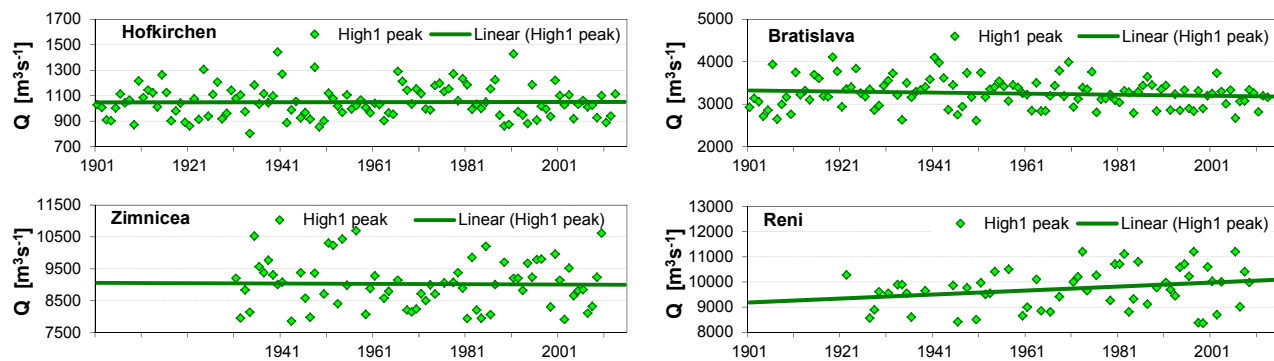 Hofkirchen
High1 peak
Linear (High1 peak)
Q [m³s⁻¹]
1700
1500
1300
1100
900
700
1901 1921 1941 1961 1981 2001
Bratislava
High1 peak
Linear (High1 peak)
Q [m³s⁻¹]
5000
4000
3000
2000
1901 1921 1941 1961 1981 2001
Zimnicea
High1 peak
Linear (High1 peak)
Q [m³s⁻¹]
11500
10500
9500
8500
7500
1941 1961 1981 2001
Reni
High1 peak
Linear (High1 peak)
Q [m³s⁻¹]
13000
12000
11000
10000
9000
8000
1901 1921 1941 1961 1981 2001